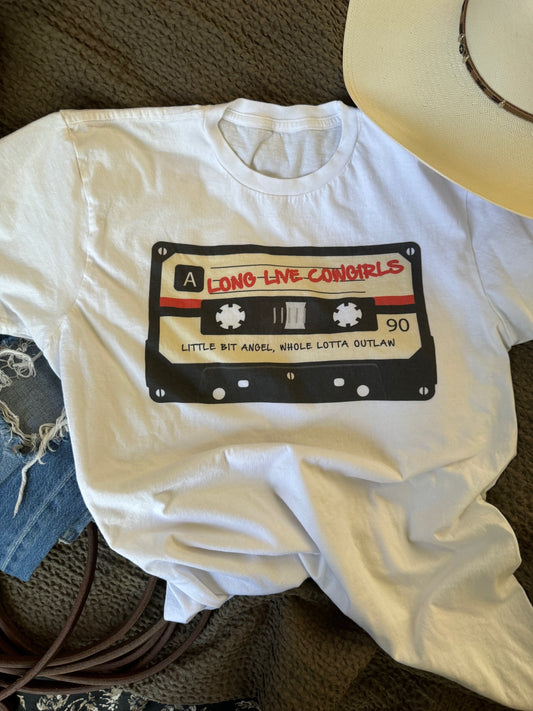 A LONG LIVE COWGIRLS
90
LITTLE BIT ANGEL, WHOLE LOTTA OUTLAW